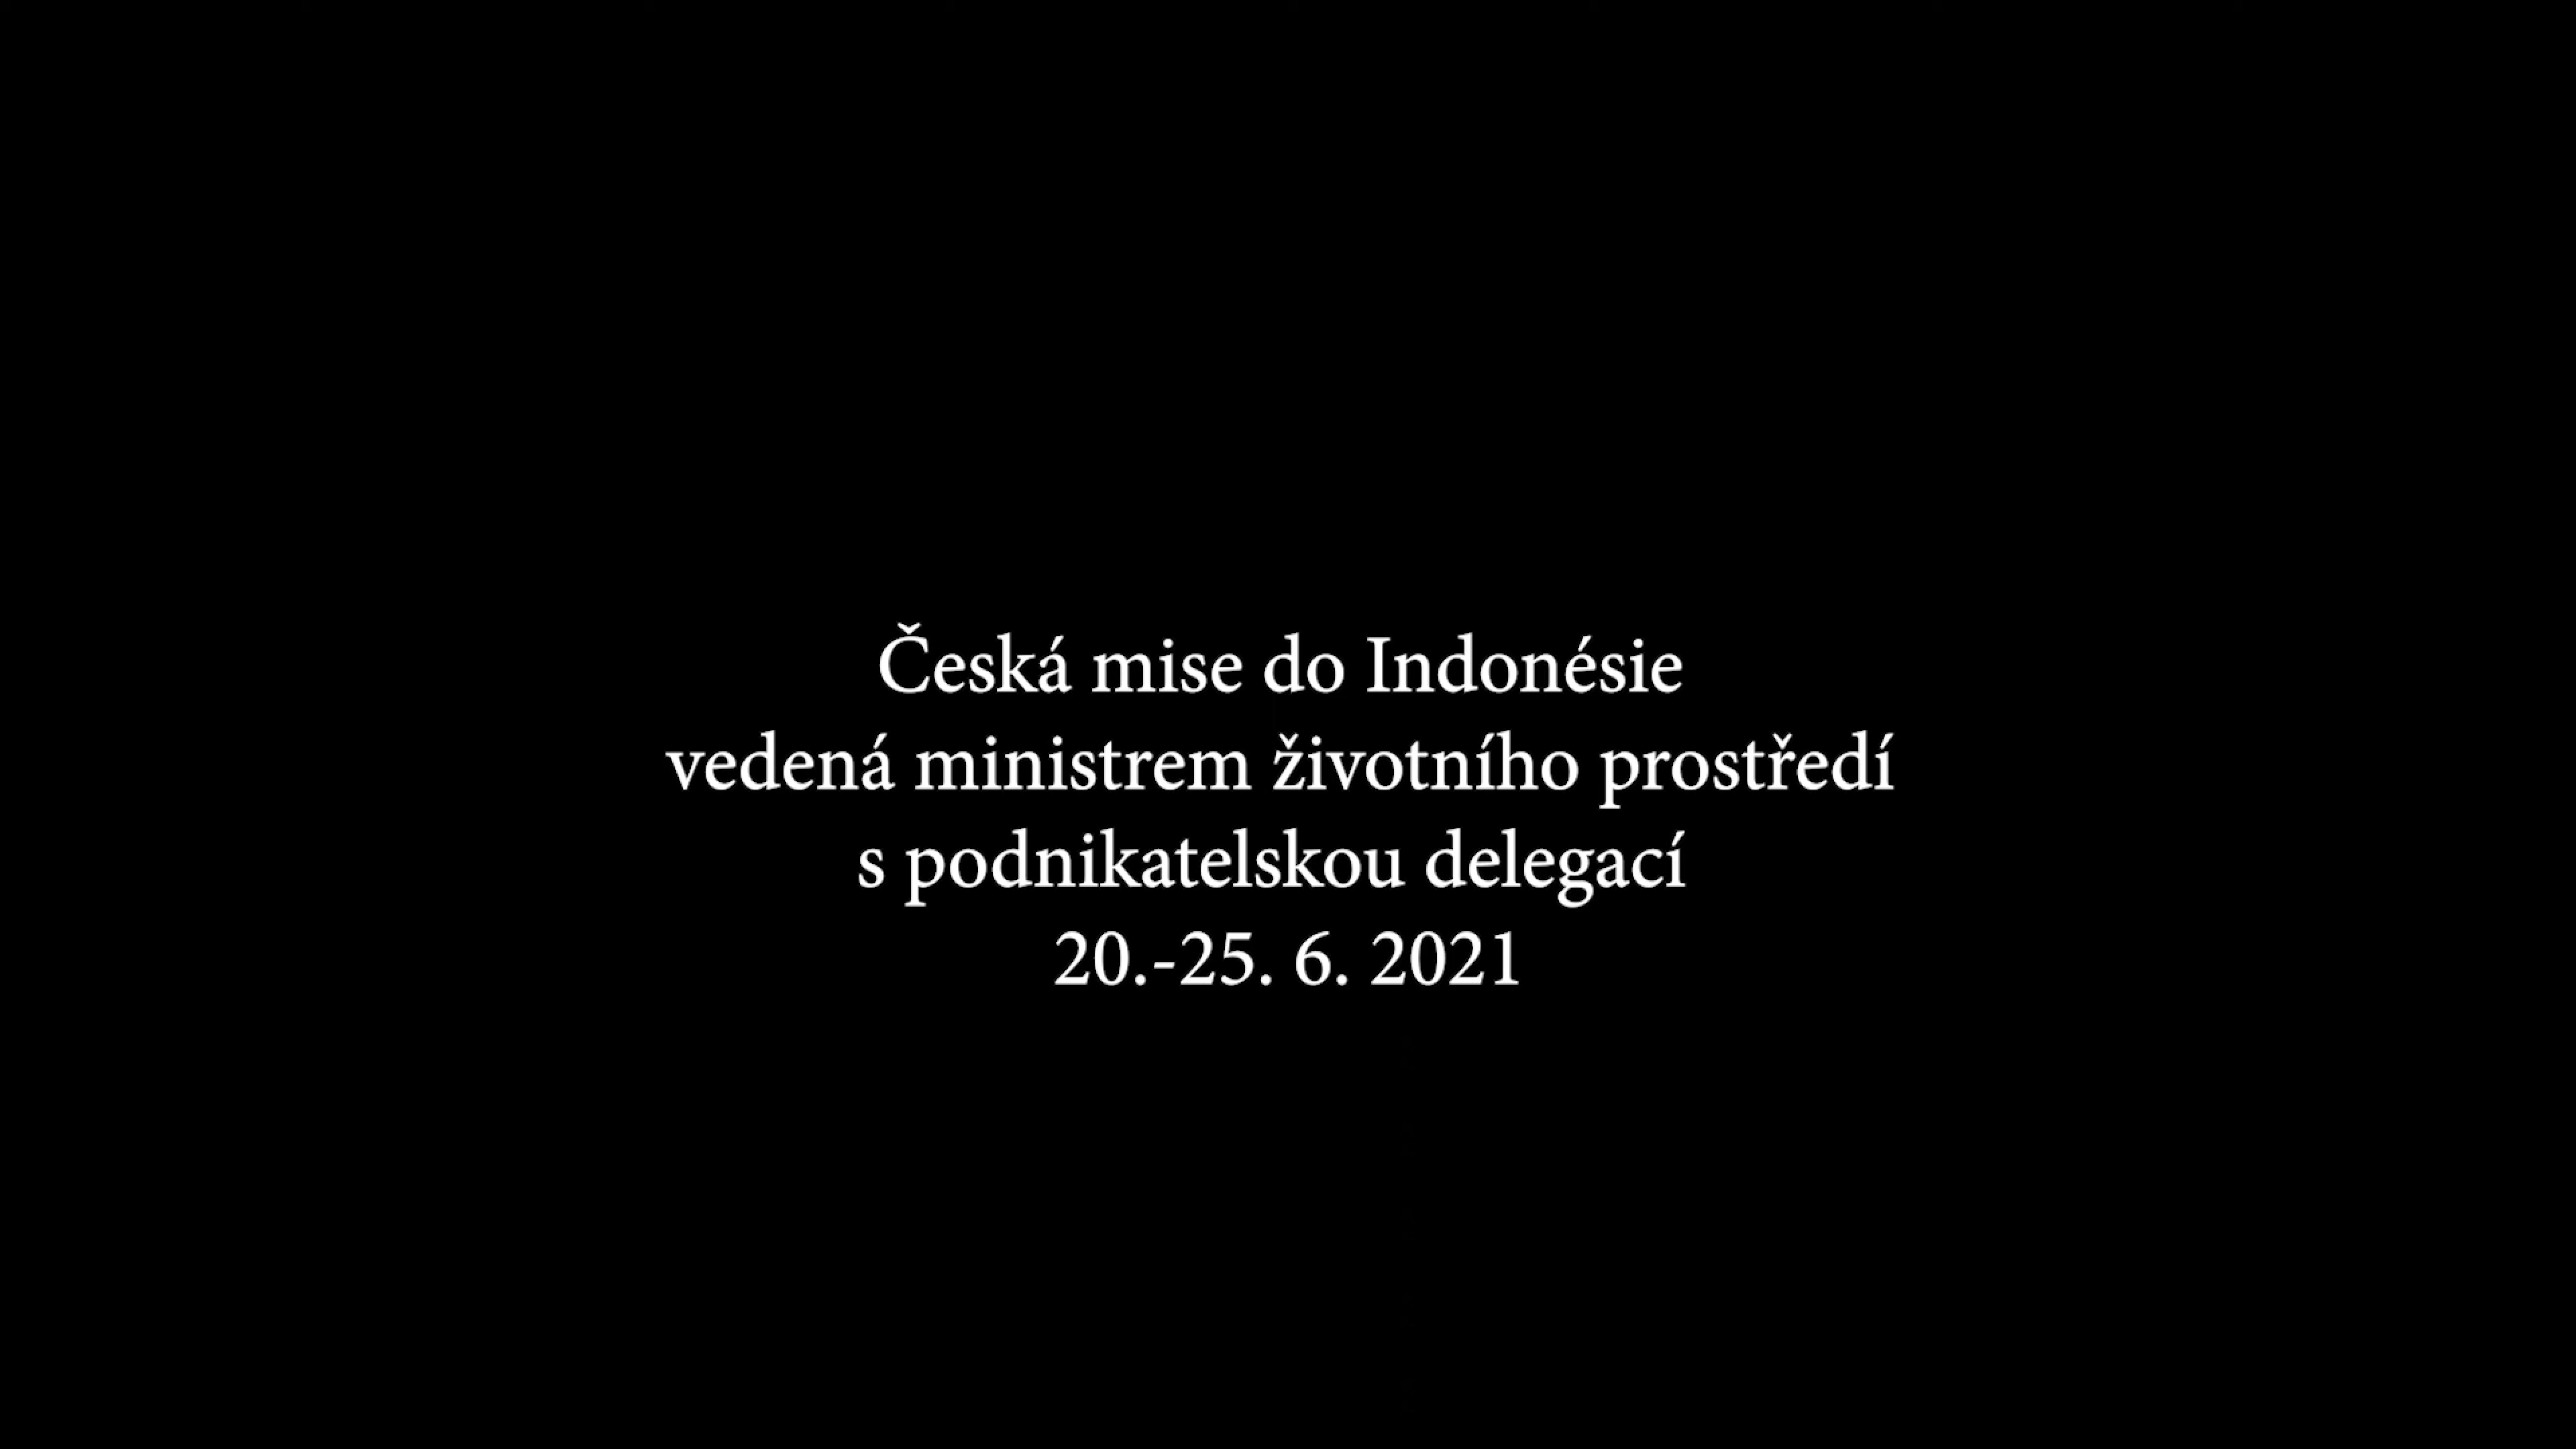 Česká mise do Indonésie
vedená ministrem životního prostředí
s podnikatelskou delegací
20.-25. 6. 2021